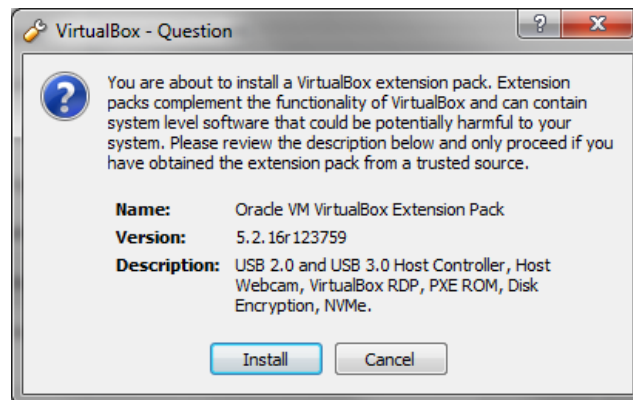 VirtualBox - Question
You are about to install a VirtualBox extension pack. Extension
packs complement the functionality of VirtualBox and can contain
system level software that could be potentially harmful to your
system. Please review the description below and only proceed if you
have obtained the extension pack from a trusted source.
Name: Oracle VM VirtualBox Extension Pack
Version: 5.2.16r123759
Description: USB 2.0 and USB 3.0 Host Controller, Host
Webcam, VirtualBox RDP, PXE ROM, Disk
Encryption, NVMe.
Install Cancel